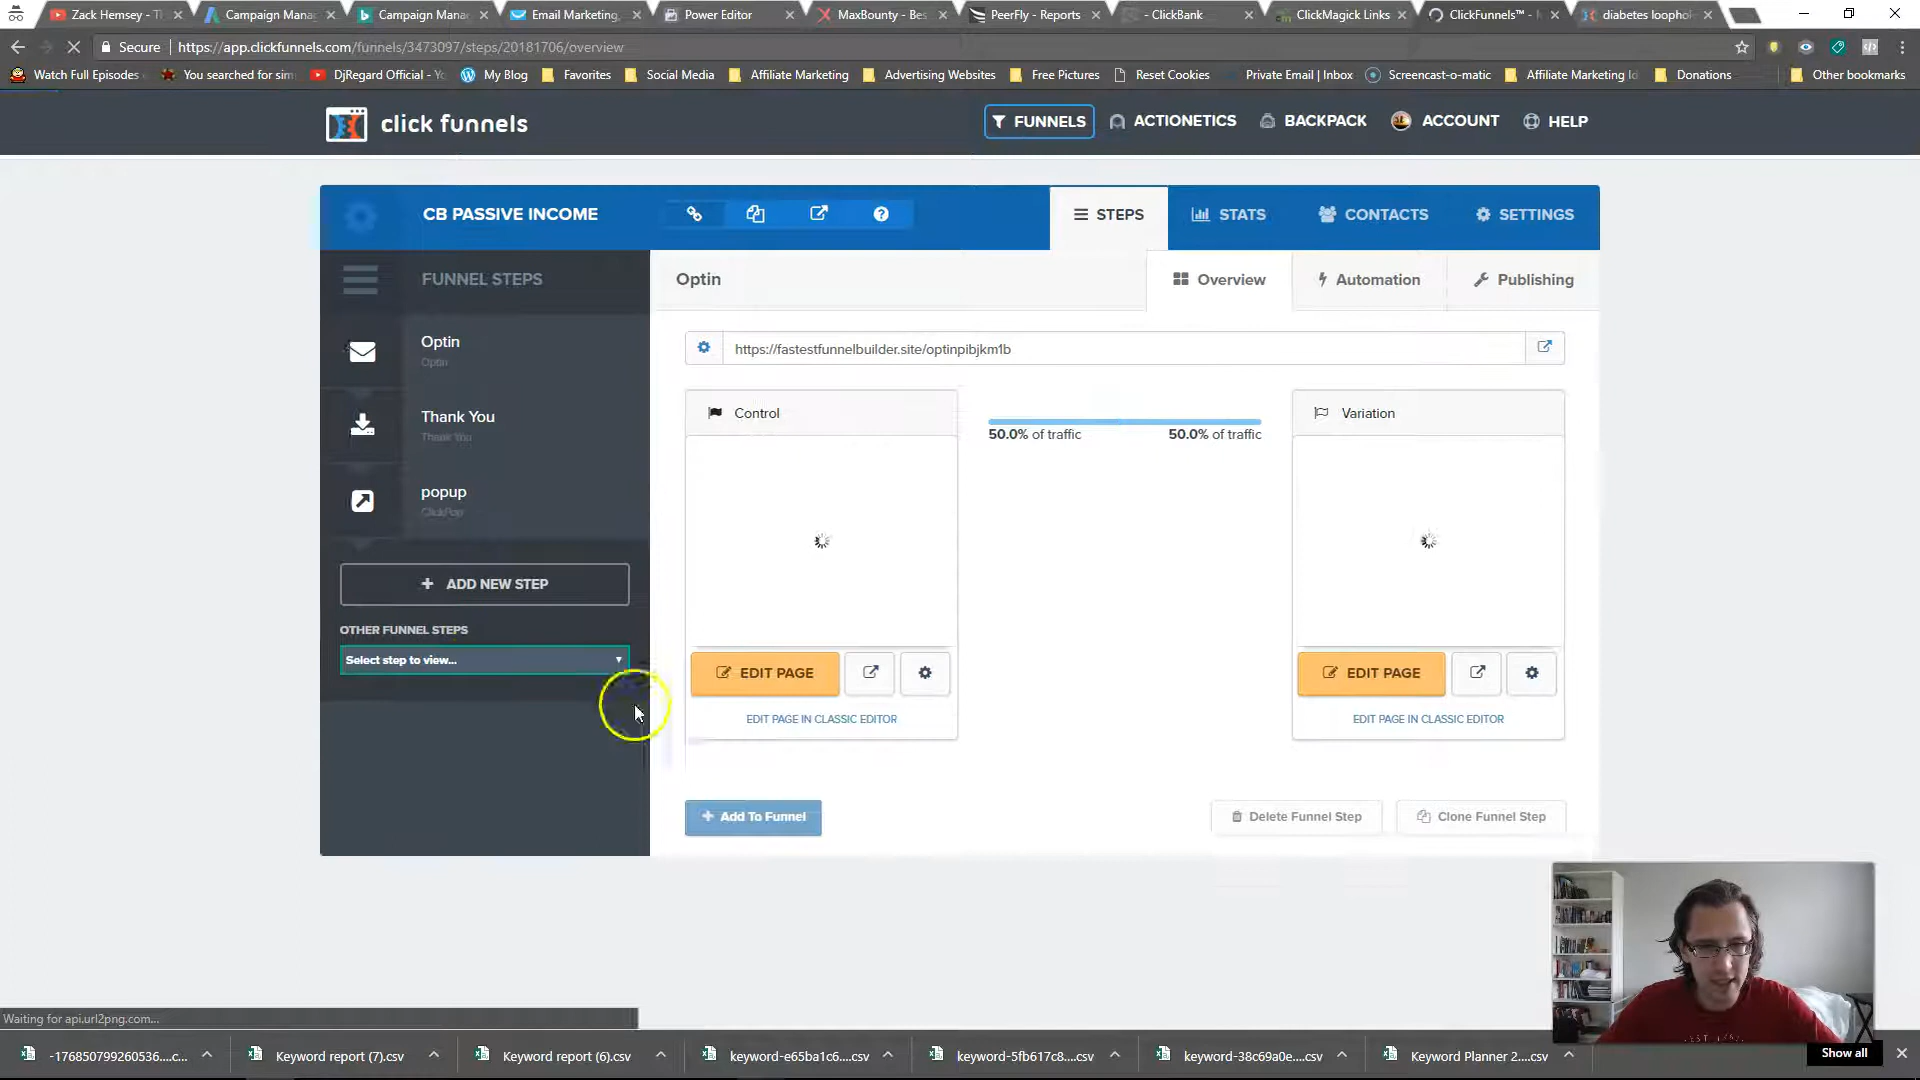 Zack Hemsey - Th
Campaign Mana
Campaign Mana
Email Marketing,
Power Editor
MaxBounty - Bes
PeerFly - Reports
- ClickBank
ClickMagick Links
ClickFunnels™ -
diabetes loopho
Secure
https://app.clickfunnels.com/funnels/3473097/steps/20181706/overview
Watch Full Episodes
You searched for sim
DjRegard Official - Yo
My Blog
Favorites
Social Media
Affiliate Marketing
Advertising Websites
Free Pictures
Reset Cookies
Private Email | Inbox
Screencast-o-matic
Affiliate Marketing Id
Donations
Other bookmarks
click funnels
FUNNELS
ACTIONETICS
BACKPACK
ACCOUNT
HELP
CB PASSIVE INCOME
STEPS
STATS
CONTACTS
SETTINGS
FUNNEL STEPS
Optin
Overview
Automation
Publishing
Optin
Optin
https://fastestfunnelbuilder.site/optinpibjkm1b
Thank You
Thank You
Control
50.0% of traffic
50.0% of traffic
Variation
popup
ClickPop
ADD NEW STEP
OTHER FUNNEL STEPS
Select step to view...
EDIT PAGE
EDIT PAGE
EDIT PAGE IN CLASSIC EDITOR
EDIT PAGE IN CLASSIC EDITOR
Add To Funnel
Delete Funnel Step
Clone Funnel Step
Waiting for api.url2png.com...
-176850799260536....c...
Keyword report (7).csv
Keyword report (6).csv
keyword-e65ba1c6....csv
keyword-5fb617c8....csv
keyword-38c69a0e....csv
Keyword Planner 2....csv
Show all